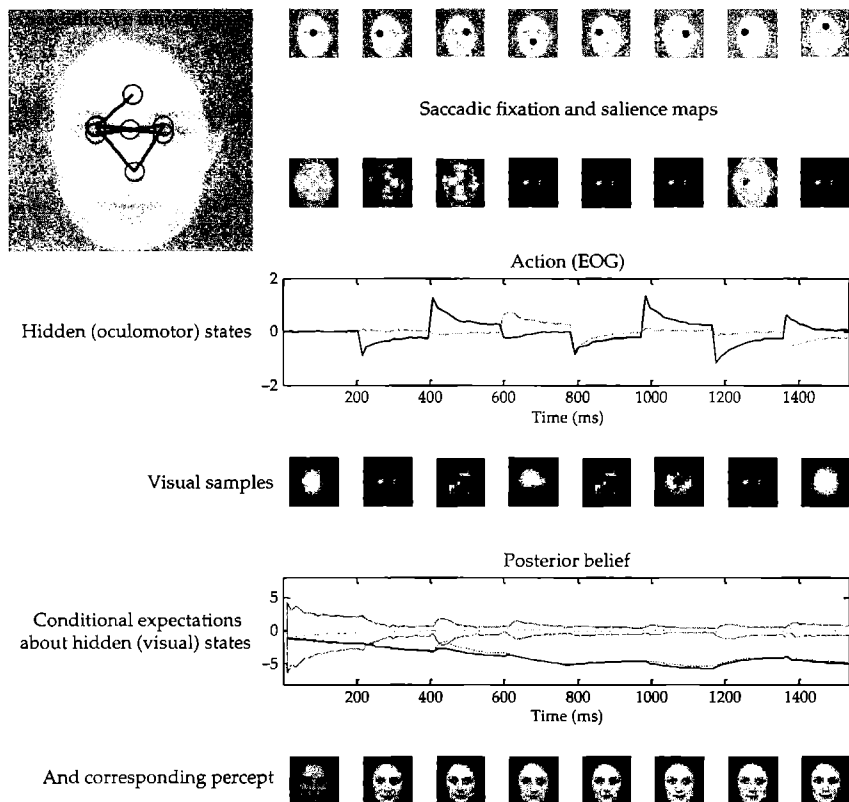 Saccadic fixation and salience maps
Action (EOG)
2
0
−2
Hidden (oculomotor) states
200 400 600 800 1000 1200 1400
Time (ms)
Visual samples
Posterior belief
5
0
−5
Conditional expectations
about hidden (visual) states
200 400 600 800 1000 1200 1400
Time (ms)
And corresponding percept